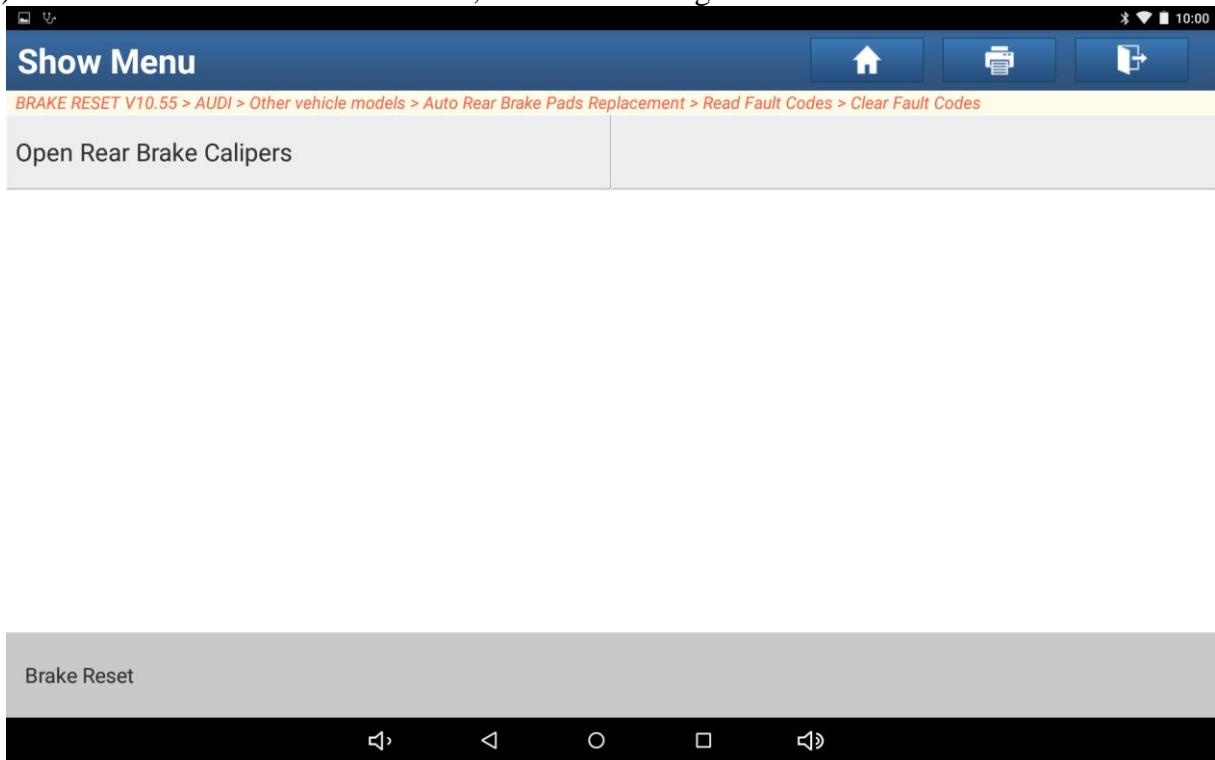 10:00
Show Menu
BRAKE RESET V10.55 > AUDI > Other vehicle models > Auto Rear Brake Pads Replacement > Read Fault Codes > Clear Fault Codes
Open Rear Brake Calipers
Brake Reset